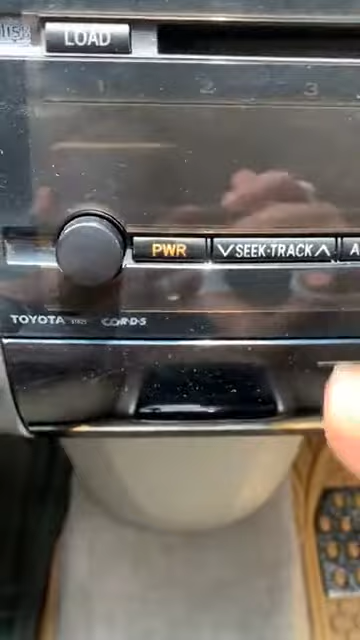 DISC
LOAD
1 2 3
PWR
∨SEEK·TRACK∧
A
TOYOTA